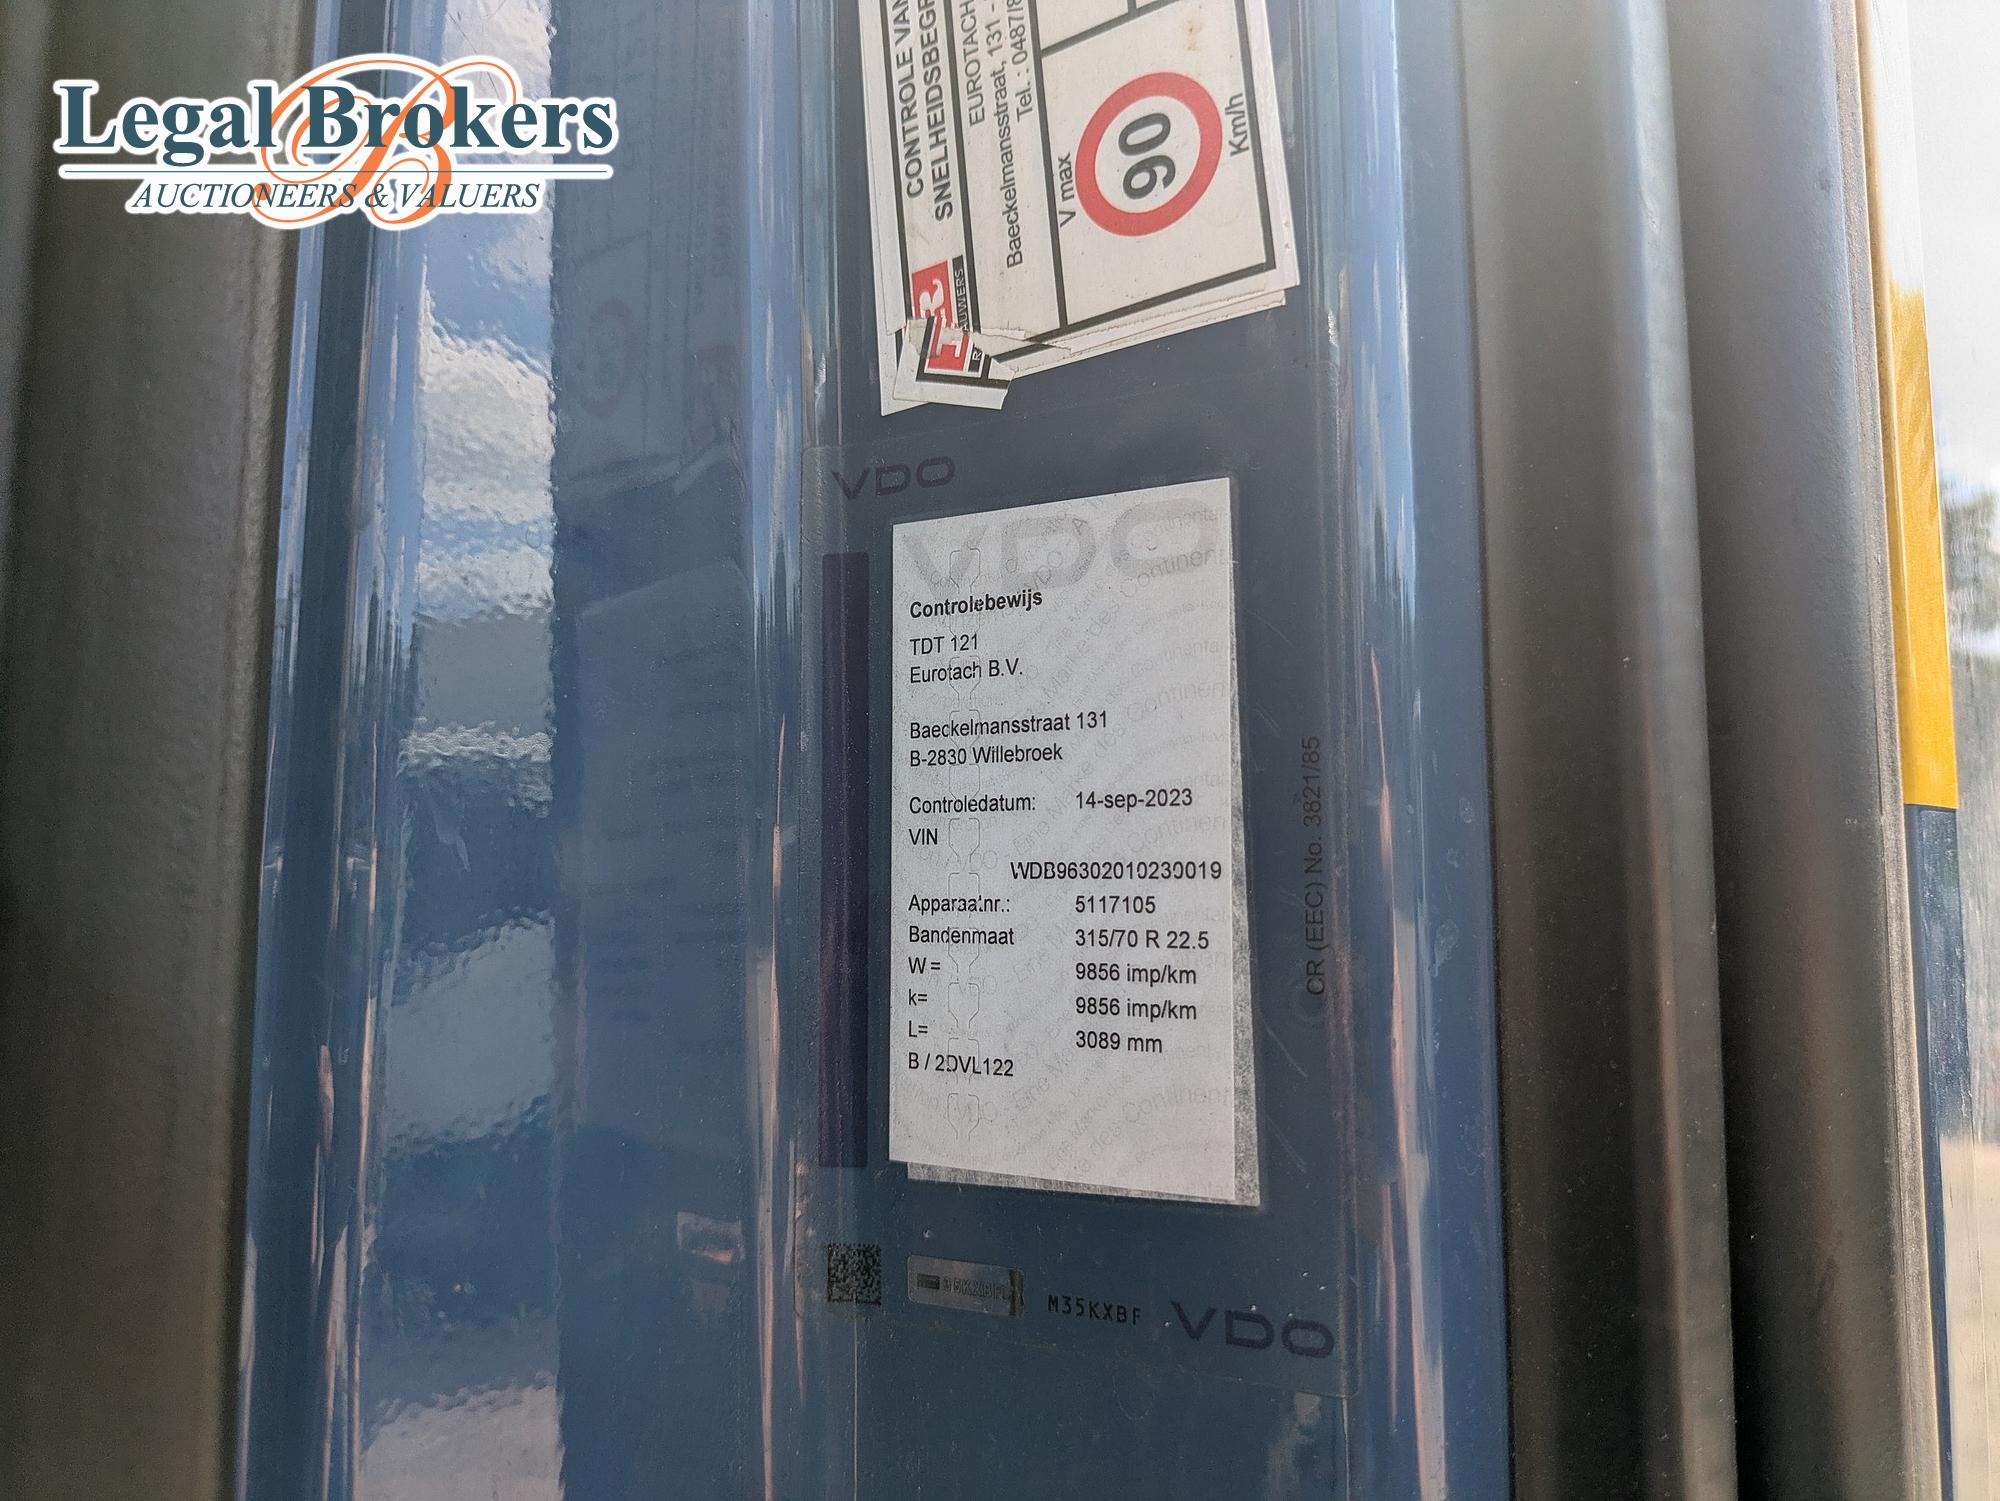 Legal Brokers
AUCTIONEERS & VALUERS
CONTROLE VAN
SNELHEIDSBEGR
EUROTACH
Baeckelmansstraat, 131 -
Tel.: 0487/8
V max
90
Km/h
VDO
VDO
Controlebewijs
TDT 121
Eurotach B.V.
Baeckelmansstraat 131
B-2830 Willebroek
Controledatum: 14-sep-2023
VIN
WDB96302010230019
Apparaatnr.: 5117105
Bandenmaat 315/70 R 22.5
W = 9856 imp/km
k= 9856 imp/km
L= 3089 mm
B / 2DVL122
CR (EEC) No. 3821/85
M35KXBF
VDO